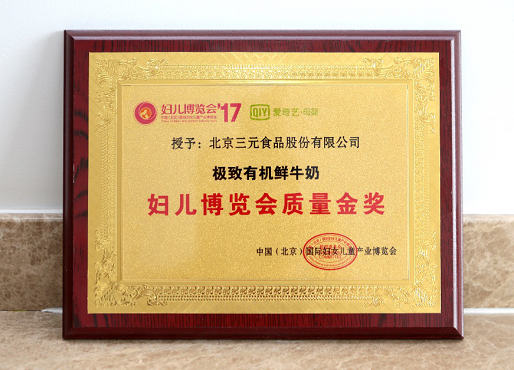 妇儿博览会'17
QIY 爱奇艺·母婴
授予：北京三元食品股份有限公司
极致有机鲜牛奶
妇儿博览会质量金奖
中国（北京）国际妇女儿童产业博览会